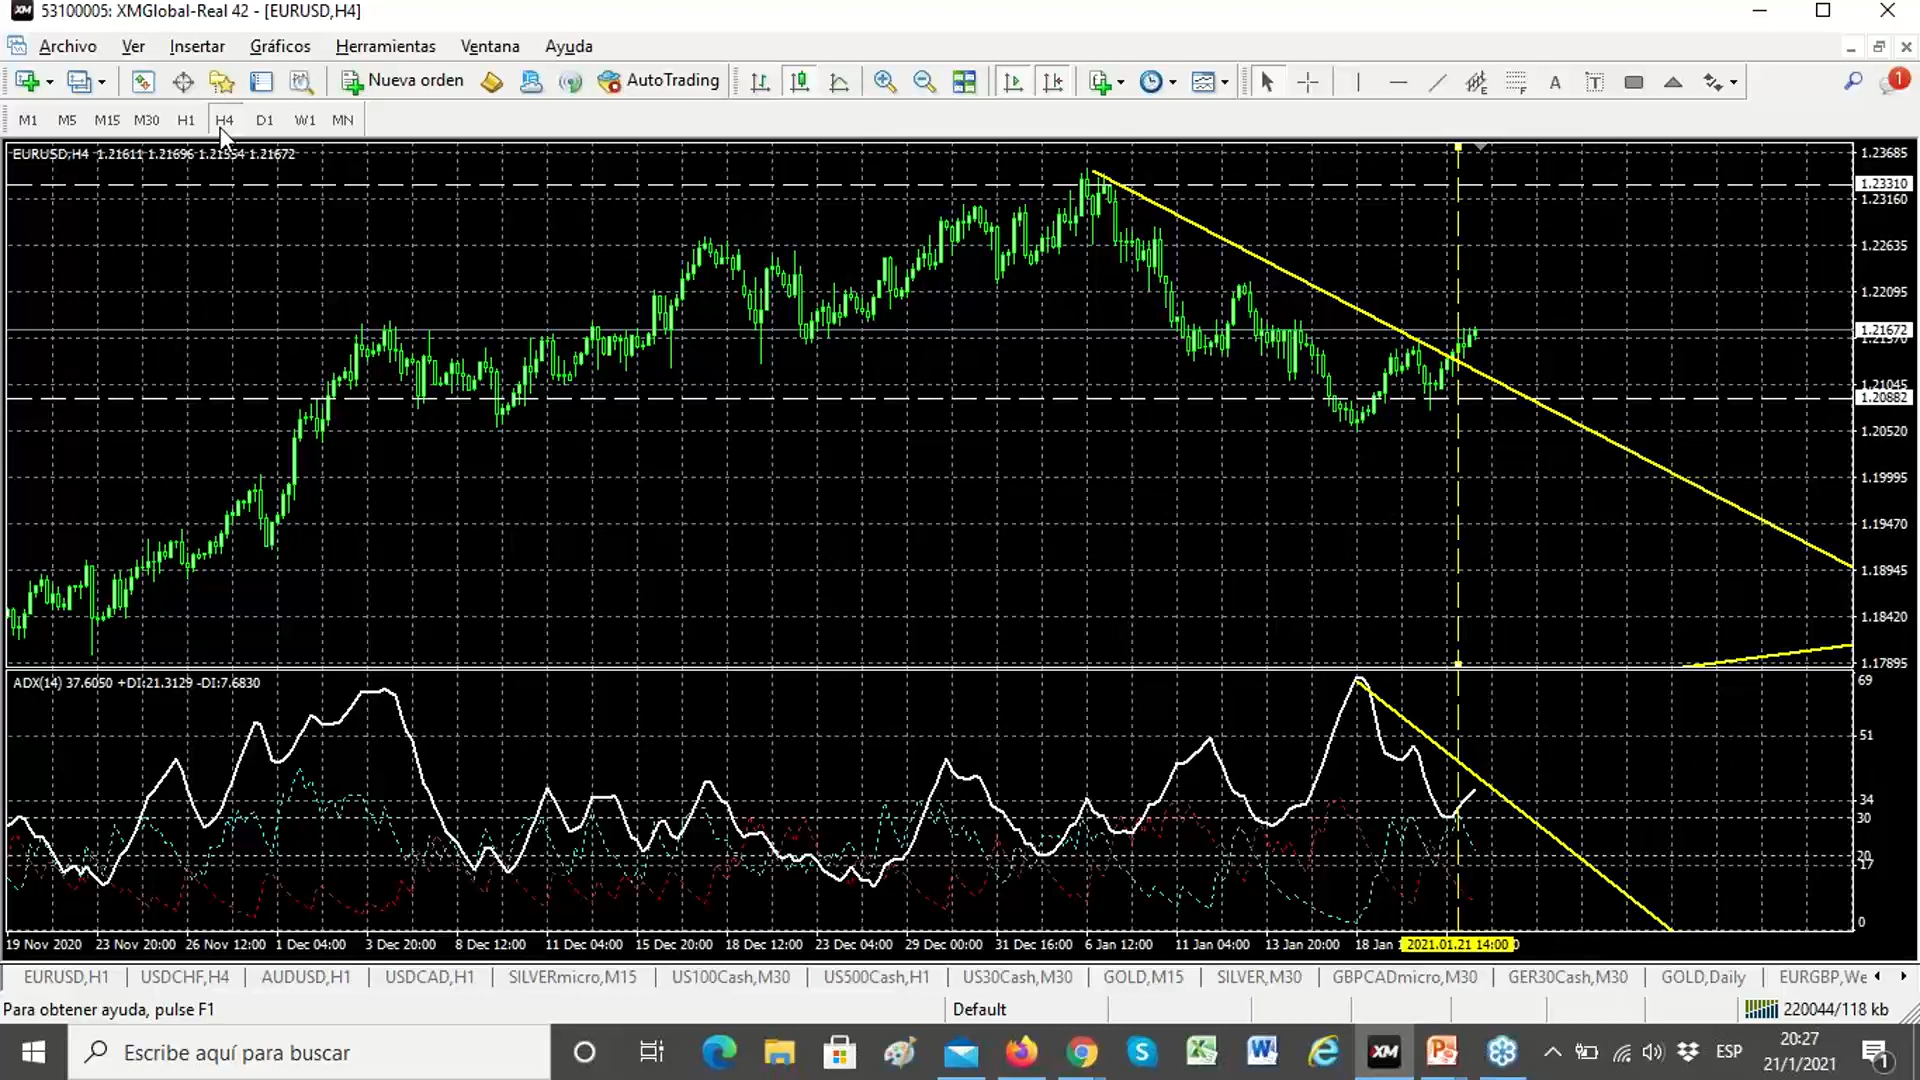 53100005: XMGlobal-Real 42 - [EURUSD,H4]
Archivo Ver Insertar Gráficos Herramientas Ventana Ayuda
Nueva orden AutoTrading
M1 M5 M15 M30 H1 H4 D1 W1 MN
EURUSD,H4 1.21611 1.21696 1.21554 1.21672
1.23685
1.23310
1.23160
1.22635
1.22095
1.21672
1.21570
1.21045
1.20882
1.20520
1.19995
1.19470
1.18945
1.18420
1.17895
ADX(14) 37.6050 +DI:21.3129 -DI:7.6830
69
51
34
30
20
17
0
19 Nov 2020 23 Nov 20:00 26 Nov 12:00 1 Dec 04:00 3 Dec 20:00 8 Dec 12:00 11 Dec 04:00 15 Dec 20:00 18 Dec 12:00 23 Dec 04:00 29 Dec 00:00 31 Dec 16:00 6 Jan 12:00 11 Jan 04:00 13 Jan 20:00 18 Jan 2021.01.21 14:00
EURUSD,H1 USDCHF,H4 AUDUSD,H1 USDCAD,H1 SILVERmicro,M15 US100Cash,M30 US500Cash,H1 US30Cash,M30 GOLD,M15 SILVER,M30 GBPCADmicro,M30 GER30Cash,M30 GOLD,Daily EURGBP,We
Para obtener ayuda, pulse F1 Default 220044/118 kb
Escribe aquí para buscar ESP 20:27
21/1/2021